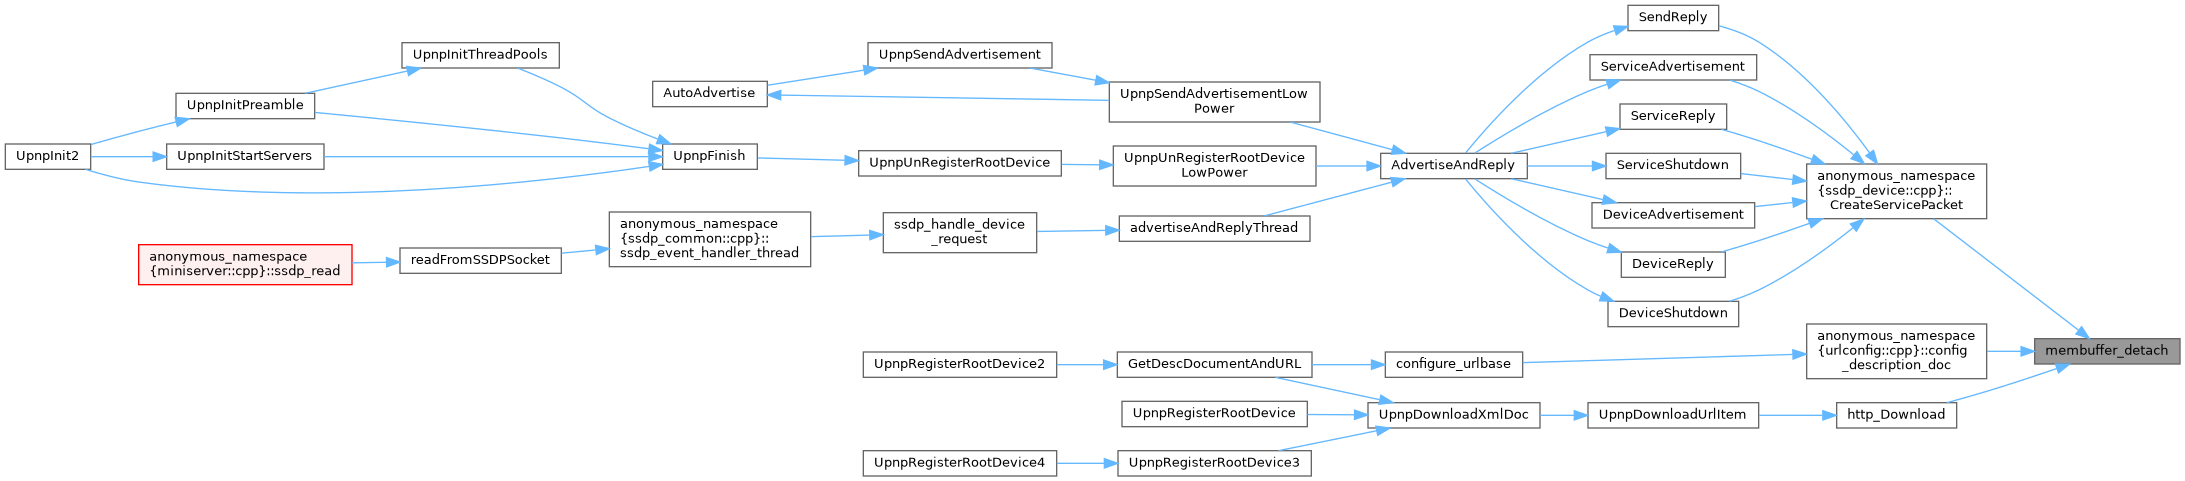 SendReply
UpnpInitThreadPools
UpnpSendAdvertisement
ServiceAdvertisement
AutoAdvertise
UpnpSendAdvertisementLow
Power
UpnpInitPreamble
ServiceReply
UpnpInit2
UpnpInitStartServers
UpnpFinish
UpnpUnRegisterRootDevice
UpnpUnRegisterRootDevice
LowPower
AdvertiseAndReply
ServiceShutdown
anonymous_namespace
{ssdp_device::cpp}::
CreateServicePacket
DeviceAdvertisement
anonymous_namespace
{ssdp_common::cpp}::
ssdp_event_handler_thread
ssdp_handle_device
_request
advertiseAndReplyThread
anonymous_namespace
{miniserver::cpp}::ssdp_read
readFromSSDPSocket
DeviceReply
DeviceShutdown
UpnpRegisterRootDevice2
GetDescDocumentAndURL
configure_urlbase
anonymous_namespace
{urlconfig::cpp}::config
_description_doc
membuffer_detach
UpnpRegisterRootDevice
UpnpDownloadXmlDoc
UpnpDownloadUrlItem
http_Download
UpnpRegisterRootDevice4
UpnpRegisterRootDevice3